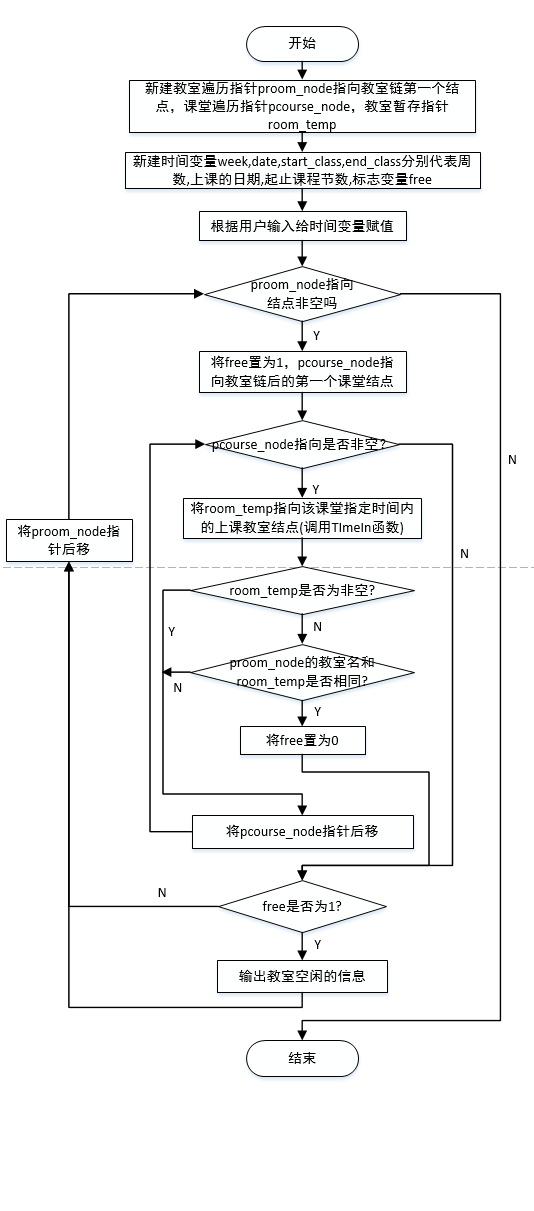 开始
新建教室遍历指针proom_node指向教室链第一个结
点，课堂遍历指针pcourse_node，教室暂存指针
room_temp
新建时间变量week,date,start_class,end_class分别代表周
数,上课的日期,起止课程节数,标志变量free
根据用户输入给时间变量赋值
proom_node指向
结点非空吗
Y
将free置为1，pcourse_node指
向教室链后的第一个课堂结点
pcourse_node指向是否非空?
N
Y
将room_temp指向该课堂指定时间内
的上课教室结点(调用TImeIn函数)
将proom_node指
针后移
N
room_temp是否为非空?
Y
N
proom_node的教室名和
room_temp是否相同?
N
Y
将free置为0
将pcourse_node指针后移
N
free是否为1?
Y
输出教室空闲的信息
结束